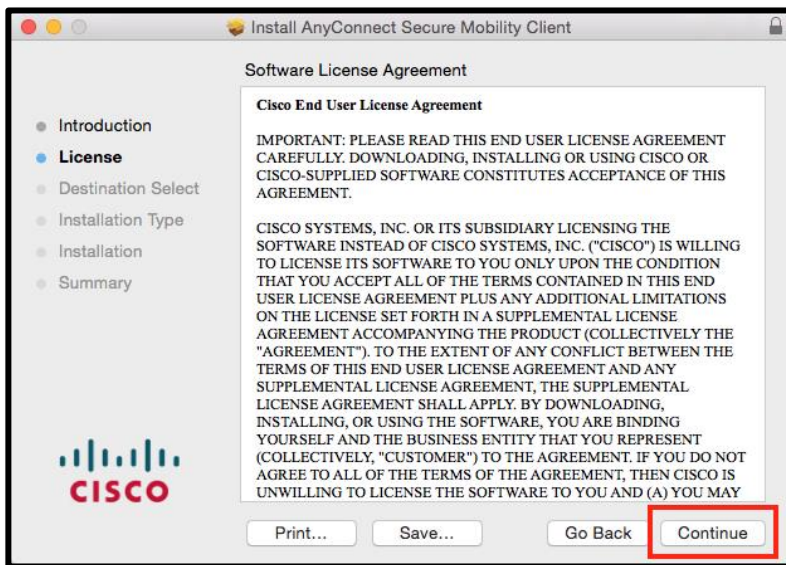 Install AnyConnect Secure Mobility Client
Software License Agreement
Introduction
License
Destination Select
Installation Type
Installation
Summary
CISCO
Cisco End User License Agreement
IMPORTANT: PLEASE READ THIS END USER LICENSE AGREEMENT
CAREFULLY. DOWNLOADING, INSTALLING OR USING CISCO OR
CISCO-SUPPLIED SOFTWARE CONSTITUTES ACCEPTANCE OF THIS
AGREEMENT.
CISCO SYSTEMS, INC. OR ITS SUBSIDIARY LICENSING THE
SOFTWARE INSTEAD OF CISCO SYSTEMS, INC. ("CISCO") IS WILLING
TO LICENSE ITS SOFTWARE TO YOU ONLY UPON THE CONDITION
THAT YOU ACCEPT ALL OF THE TERMS CONTAINED IN THIS END
USER LICENSE AGREEMENT PLUS ANY ADDITIONAL LIMITATIONS
ON THE LICENSE SET FORTH IN A SUPPLEMENTAL LICENSE
AGREEMENT ACCOMPANYING THE PRODUCT (COLLECTIVELY THE
"AGREEMENT"). TO THE EXTENT OF ANY CONFLICT BETWEEN THE
TERMS OF THIS END USER LICENSE AGREEMENT AND ANY
SUPPLEMENTAL LICENSE AGREEMENT, THE SUPPLEMENTAL
LICENSE AGREEMENT SHALL APPLY. BY DOWNLOADING,
INSTALLING, OR USING THE SOFTWARE, YOU ARE BINDING
YOURSELF AND THE BUSINESS ENTITY THAT YOU REPRESENT
(COLLECTIVELY, "CUSTOMER") TO THE AGREEMENT. IF YOU DO NOT
AGREE TO ALL OF THE TERMS OF THE AGREEMENT, THEN CISCO IS
UNWILLING TO LICENSE THE SOFTWARE TO YOU AND (A) YOU MAY
Print...
Save...
Go Back
Continue